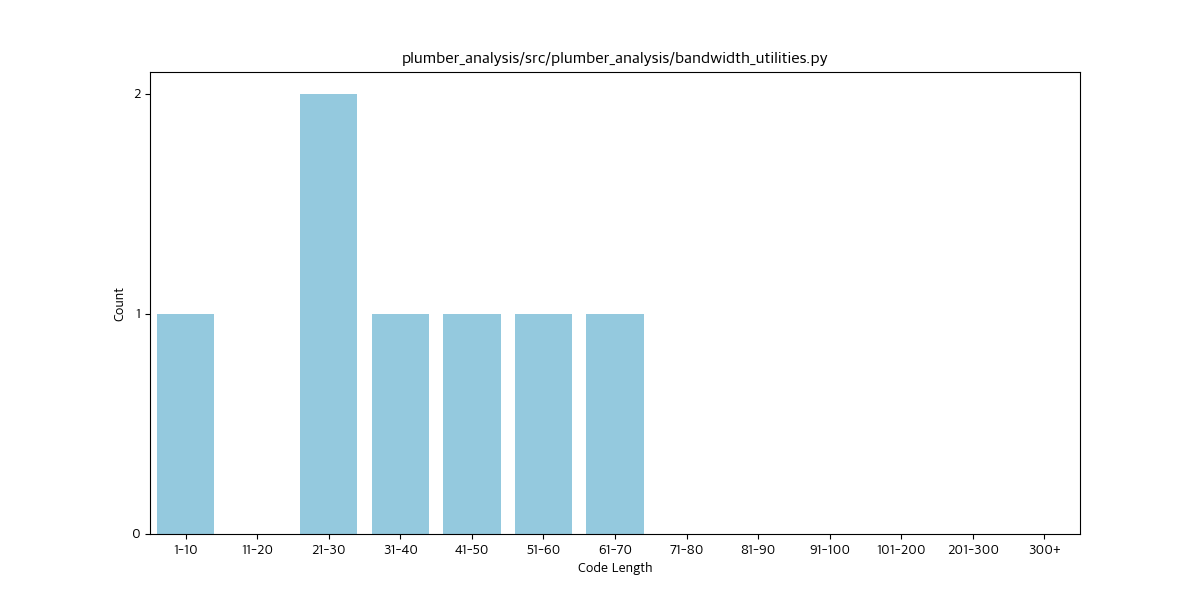 plumber_analysis/src/plumber_analysis/bandwidth_utilities.py
2
1
0
Count
1-10 11-20 21-30 31-40 41-50 51-60 61-70 71-80 81-90 91-100 101-200 201-300 300+
Code Length